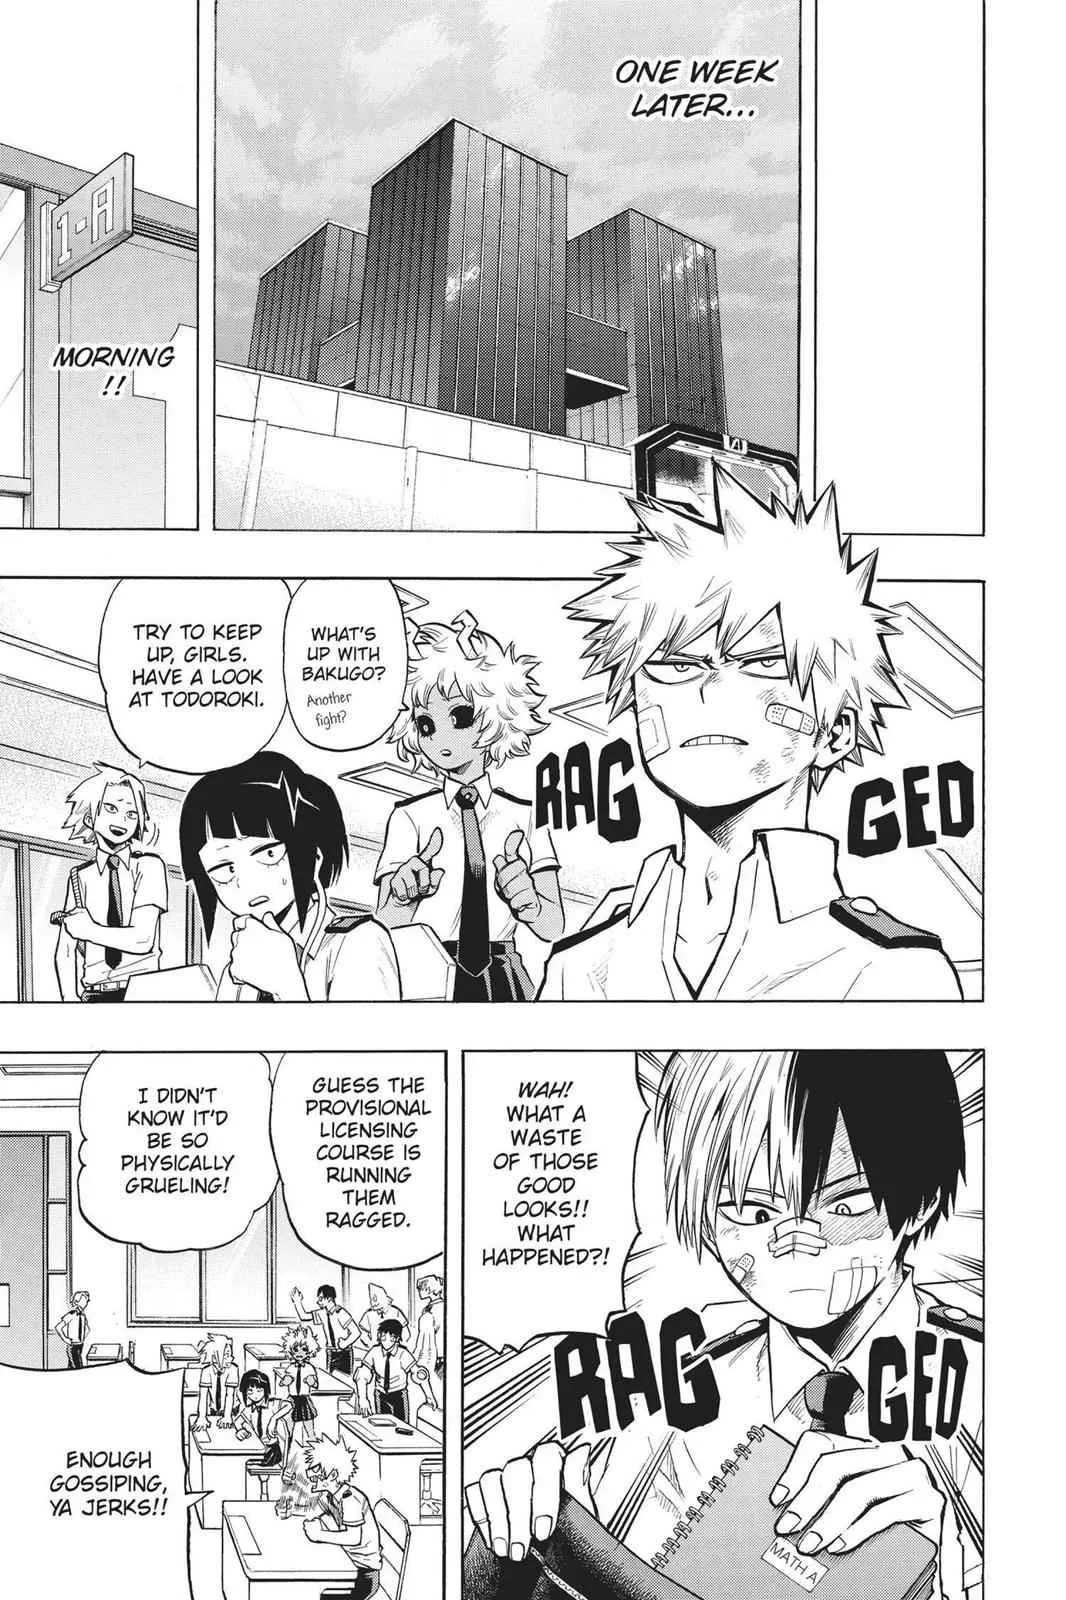 ONE WEEK
LATER...
1-A
MORNING
!!
WHAT'S
UP WITH
BAKUGO?
Another
fight?
TRY TO KEEP
UP, GIRLS.
HAVE A LOOK
AT TODOROKI.
RAG
GED
WAH!
WHAT A
WASTE
OF THOSE
GOOD
LOOKS!!
WHAT
HAPPENED?!
RAG
GED
MATH A
GUESS THE
PROVISIONAL
LICENSING
COURSE IS
RUNNING
THEM
RAGGED.
I DIDN'T
KNOW IT'D
BE SO
PHYSICALLY
GRUELING!
ENOUGH
GOSSIPING,
YA JERKS!!